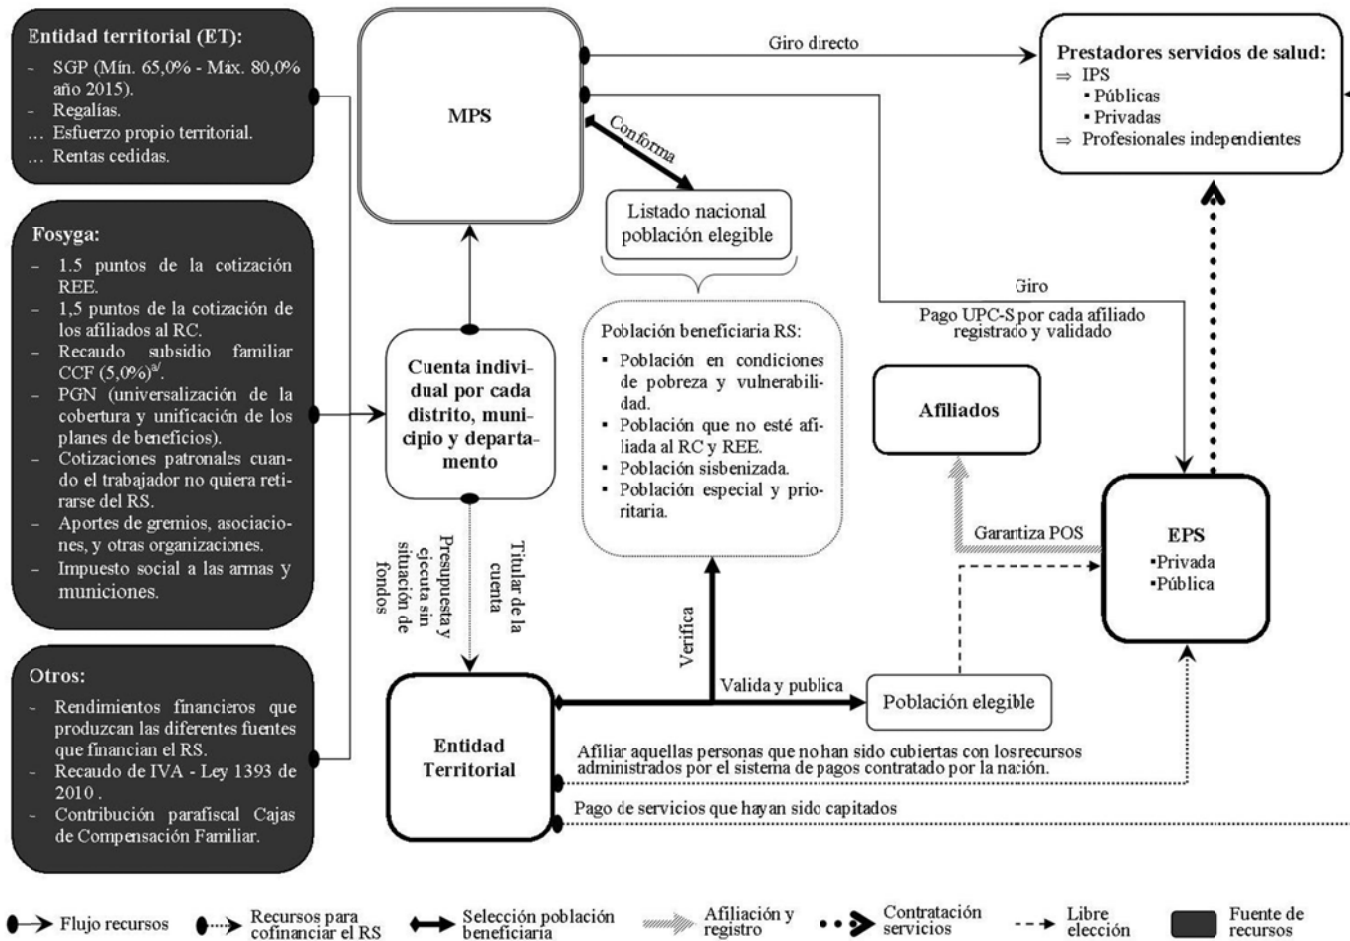 Entidad territorial (ET):
- SGP (Mín. 65,0% - Máx. 80,0%
año 2015).
- Regalías.
... Esfuerzo propio territorial.
... Rentas cedidas.
Fosyga:
- 1.5 puntos de la cotización
REE.
- 1,5 puntos de la cotización de
los afiliados al RC.
- Recaudo subsidio familiar
CCF (5,0%)a/.
- PGN (universalización de la
cobertura y unificación de los
planes de beneficios).
- Cotizaciones patronales cuan-
do el trabajador no quiera reti-
rarse del RS.
- Aportes de gremios, asociacio-
nes, y otras organizaciones.
- Impuesto social a las armas y
municiones.
Otros:
- Rendimientos financieros que
produzcan las diferentes fuentes
que financian el RS.
- Recaudo de IVA - Ley 1393 de
2010 .
- Contribución parafiscal Cajas
de Compensación Familiar.
MPS
Giro directo
Conforma
Listado nacional
población elegible
Prestadores servicios de salud:
⇒ IPS
▪ Públicas
▪ Privadas
⇒ Profesionales independientes
Cuenta indivi-
dual por cada
distrito, muni-
cipio y departa-
mento
Población beneficiaria RS:
▪ Población en condiciones
de pobreza y vulnerabili-
dad.
▪ Población que no esté afi-
liada al RC y REE.
▪ Población sisbenizada.
▪ Población especial y prio-
ritaria.
Giro
Pago UPC-S por cada afiliado
registrado y validado
Afiliados
Garantiza POS
EPS
▪Privada
▪Pública
Titular de la
cuenta
Presupuesta y
ejecuta sin
situación de
fondos
Verifica
Valida y publica
Población elegible
Entidad
Territorial
Afiliar aquellas personas que no han sido cubiertas con los recursos
administrados por el sistema de pagos contratado por la nación.
Pago de servicios que hayan sido capitados
Flujo recursos
Recursos para
cofinanciar el RS
Selección población
beneficiaria
Afiliación y
registro
Contratación
servicios
Libre
elección
Fuente de
recursos